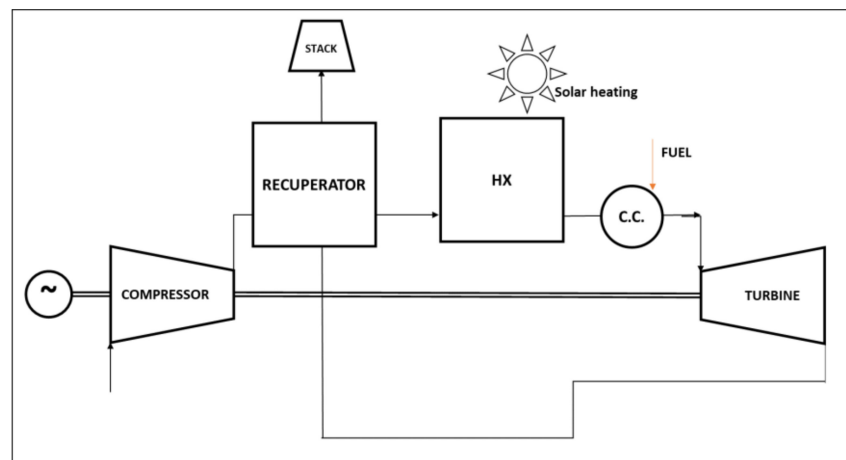 STACK
Solar heating
FUEL
RECUPERATOR
HX
C.C.
~
COMPRESSOR
TURBINE